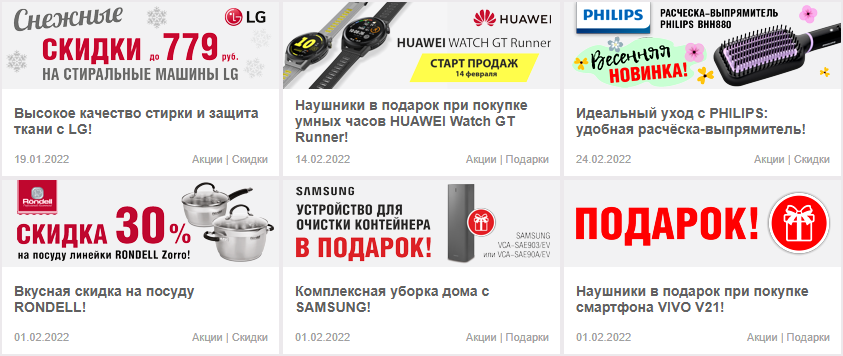 Снежные
LG
СКИДКИ до 779 руб.
НА СТИРАЛЬНЫЕ МАШИНЫ LG
Высокое качество стирки и защита
ткани с LG!
19.01.2022
Акции | Скидки
HUAWEI
HUAWEI WATCH GT Runner
СТАРТ ПРОДАЖ
14 февраля
Наушники в подарок при покупке
умных часов HUAWEI Watch GT
Runner!
14.02.2022
Акции | Подарки
PHILIPS
РАСЧЕСКА-ВЫПРЯМИТЕЛЬ
PHILIPS BHH880
Весенняя
НОВИНКА!
Идеальный уход с PHILIPS:
удобная расчёска-выпрямитель!
24.02.2022
Акции | Подарки
Rondell
СКИДКА 30 %
на посуду линейки RONDELL Zorro!
Вкусная скидка на посуду
RONDELL!
01.02.2022
Акции | Скидки
SAMSUNG
УСТРОЙСТВО ДЛЯ
ОЧИСТКИ КОНТЕЙНЕРА
В ПОДАРОК!
SAMSUNG
VCA–SAE903/EV
или VCA–SAE90A/EV
Комплексная уборка дома с
SAMSUNG!
01.02.2022
Акции | Подарки
ПОДАРОК!
Наушники в подарок при покупке
смартфона VIVO V21!
01.02.2022
Акции | Подарки